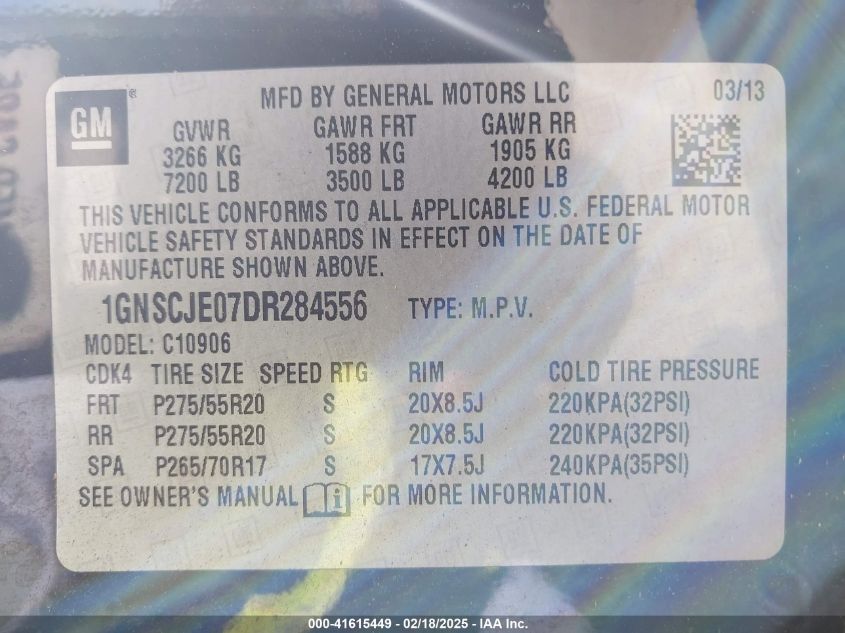 GM ®
MFD BY GENERAL MOTORS LLC 03/13
GVWR GAWR FRT GAWR RR
3266 KG 1588 KG 1905 KG
7200 LB 3500 LB 4200 LB
THIS VEHICLE CONFORMS TO ALL APPLICABLE U.S. FEDERAL MOTOR
VEHICLE SAFETY STANDARDS IN EFFECT ON THE DATE OF
MANUFACTURE SHOWN ABOVE.
1GNSCJE07DR284556 TYPE: M.P.V.
MODEL: C10906
CDK4 TIRE SIZE SPEED RTG RIM COLD TIRE PRESSURE
FRT P275/55R20 S 20X8.5J 220KPA(32PSI)
RR P275/55R20 S 20X8.5J 220KPA(32PSI)
SPA P265/70R17 S 17X7.5J 240KPA(35PSI)
SEE OWNER'S MANUAL FOR MORE INFORMATION.
000-41615449 - 02/18/2025 - IAA Inc.